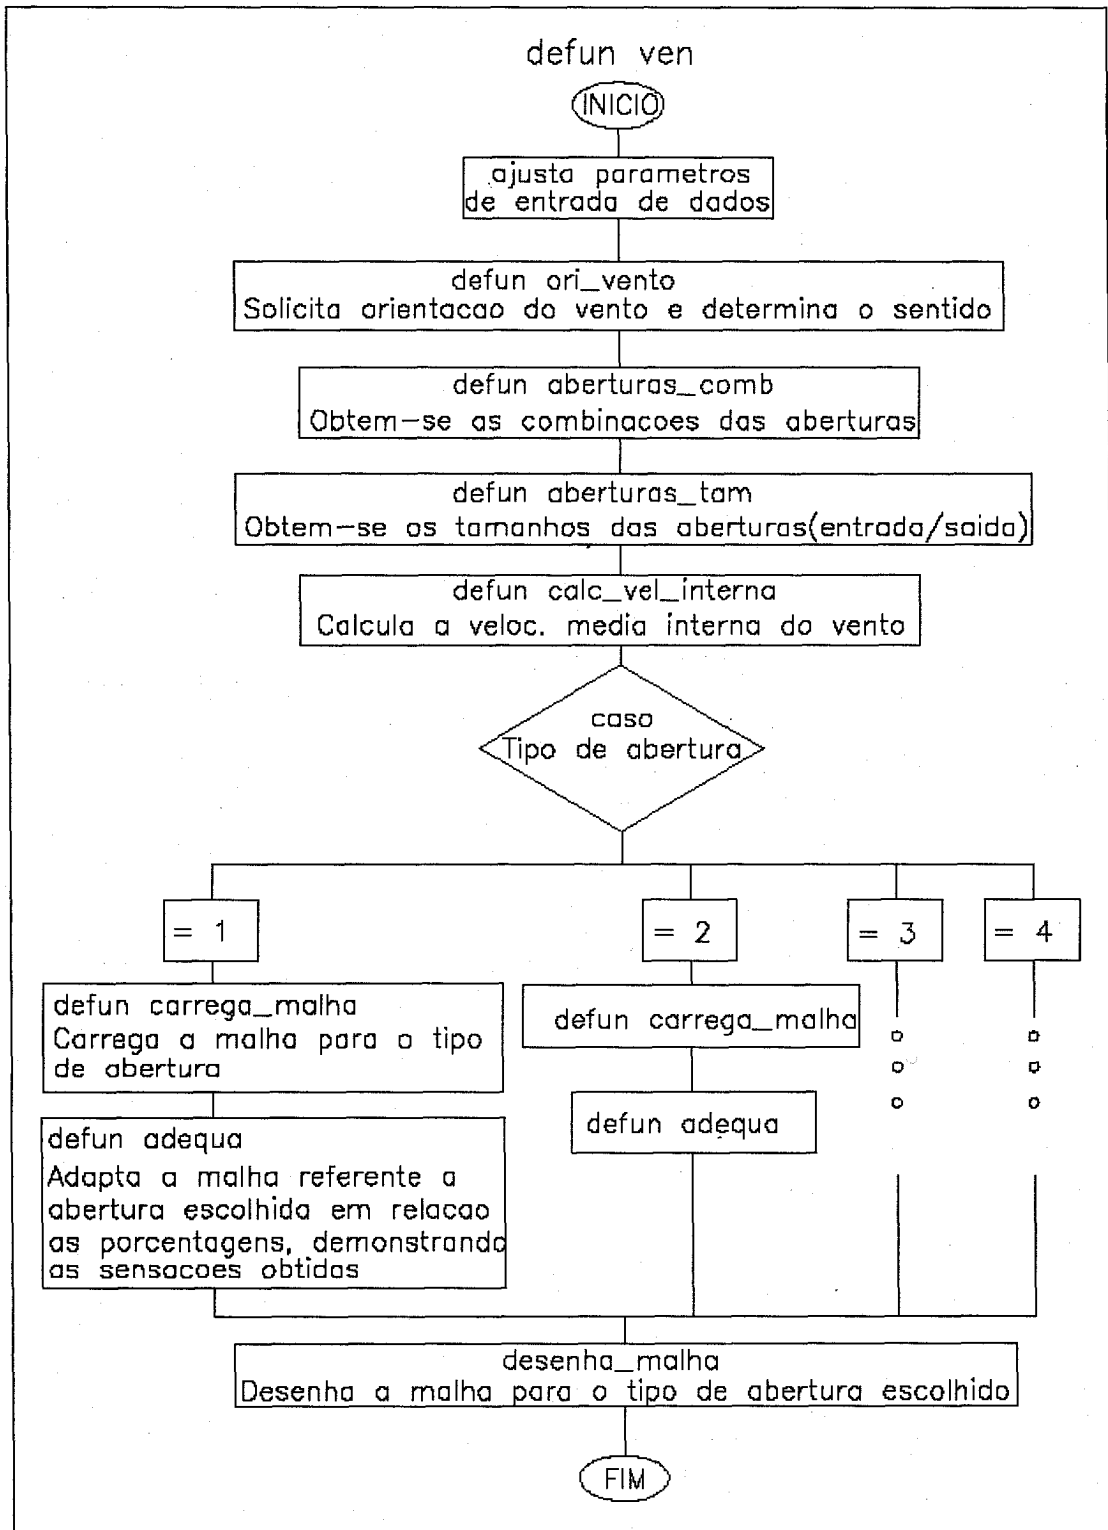 defun ven
INICIO
ajusta parametros
de entrada de dados
defun ori_vento
Solicita orientacao do vento e determina o sentido
defun aberturas_comb
Obtem-se as combinacoes das aberturas
defun aberturas_tam
Obtem-se os tamanhos das aberturas(entrada/saida)
defun calc_vel_interna
Calcula a veloc. media interna do vento
caso
Tipo de abertura
= 1
= 2
= 3
= 4
defun carrega_malha
Carrega a malha para o tipo
de abertura
defun carrega_malha
defun adequa
Adapta a malha referente a
abertura escolhida em relacao
as porcentagens, demonstrando
as sensacoes obtidas
defun adequa
desenha_malha
Desenha a malha para o tipo de abertura escolhido
FIM